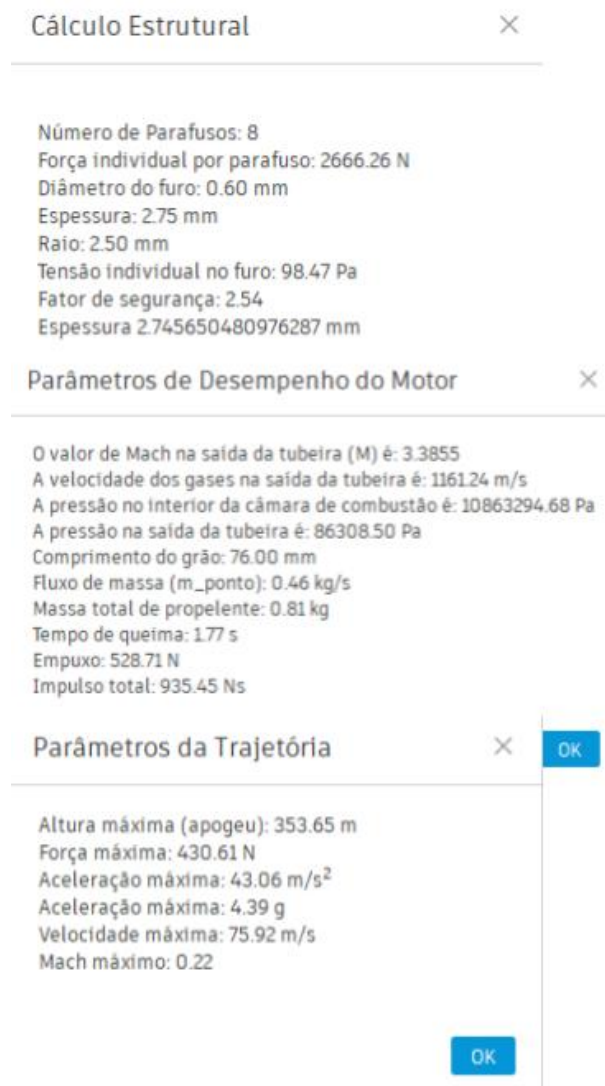 Cálculo Estrutural
Número de Parafusos: 8
Força individual por parafuso: 2666.26 N
Diâmetro do furo: 0.60 mm
Espessura: 2.75 mm
Raio: 2.50 mm
Tensão individual no furo: 98.47 Pa
Fator de segurança: 2.54
Espessura 2.745650480976287 mm
Parâmetros de Desempenho do Motor
O valor de Mach na saída da tubeira (M) é: 3.3855
A velocidade dos gases na saída da tubeira é: 1161.24 m/s
A pressão no interior da câmara de combustão é: 10863294.68 Pa
A pressão na saída da tubeira é: 86308.50 Pa
Comprimento do grão: 76.00 mm
Fluxo de massa (m_ponto): 0.46 kg/s
Massa total de propelente: 0.81 kg
Tempo de queima: 1.77 s
Empuxo: 528.71 N
Impulso total: 935.45 Ns
Parâmetros da Trajetória
OK
Altura máxima (apogeu): 353.65 m
Força máxima: 430.61 N
Aceleração máxima: 43.06 m/s²
Aceleração máxima: 4.39 g
Velocidade máxima: 75.92 m/s
Mach máximo: 0.22
OK